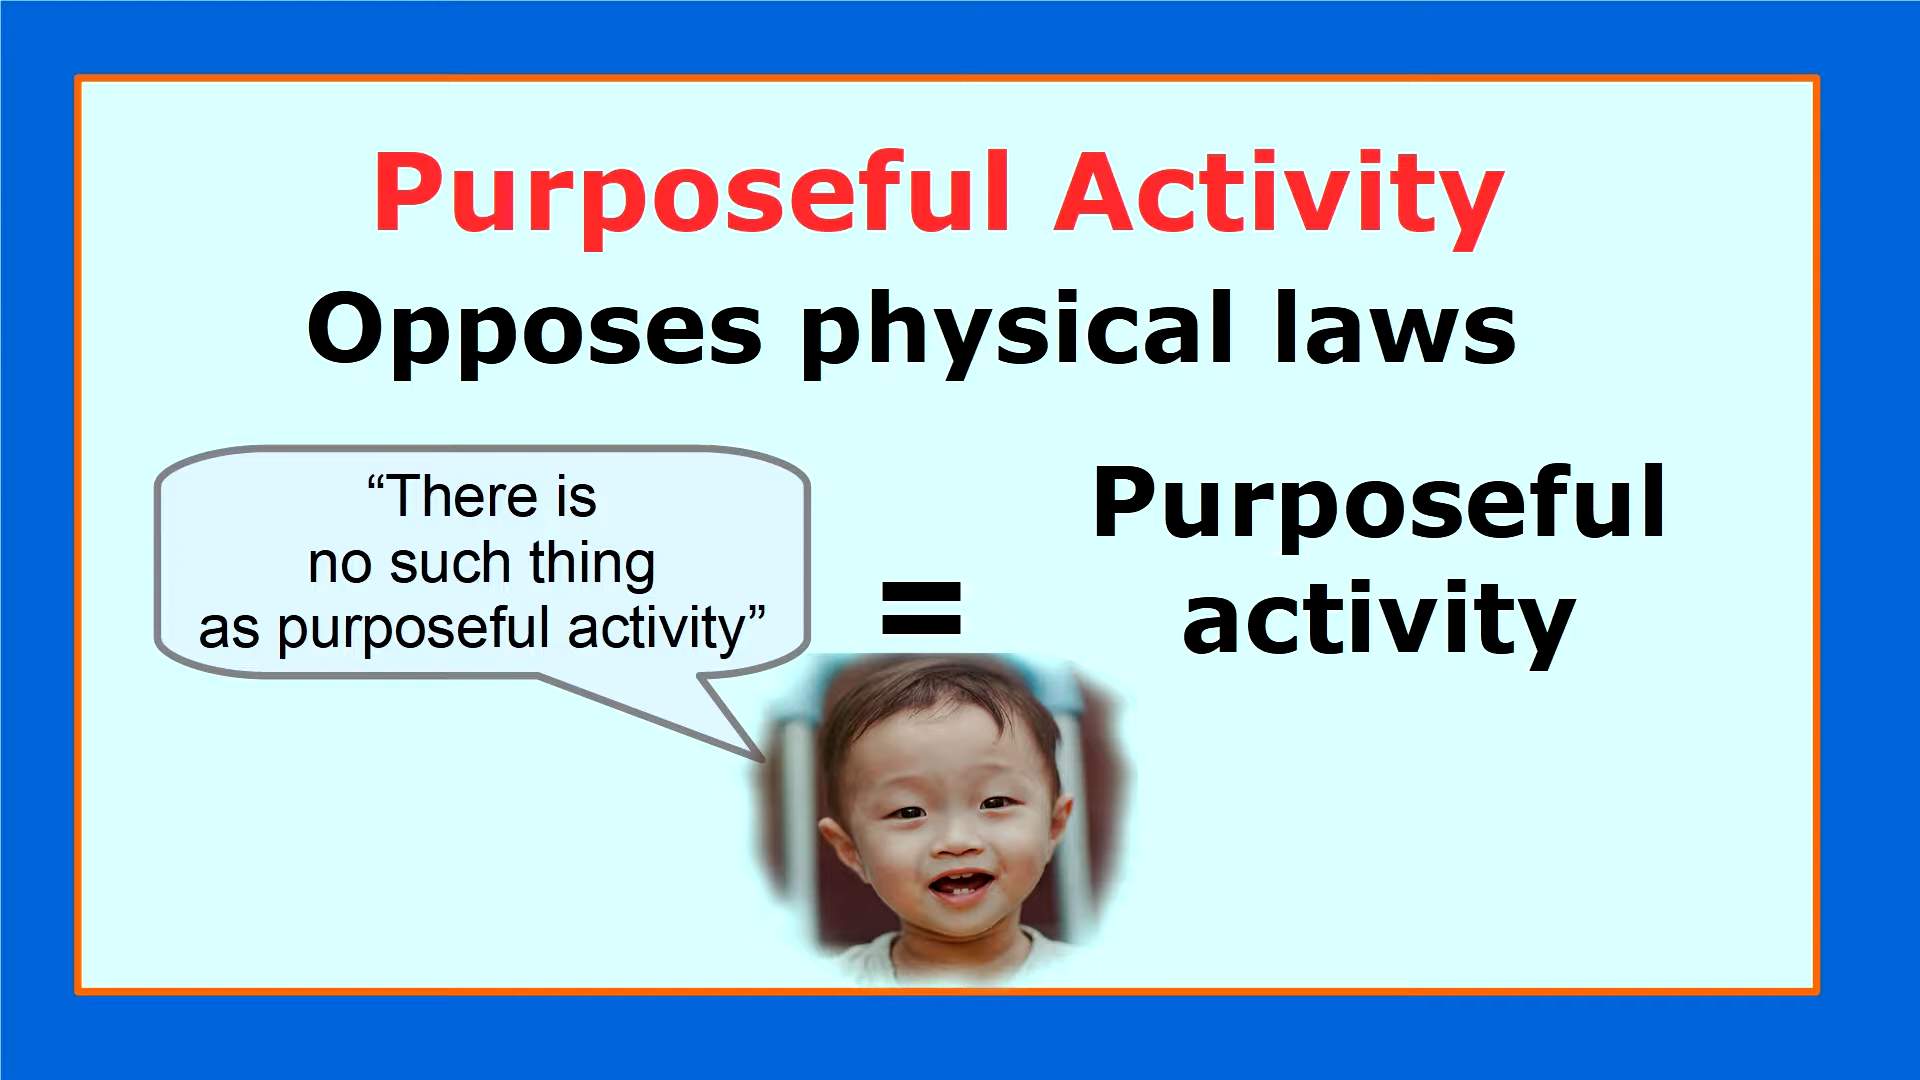 Purposeful Activity
Opposes physical laws
“There is
no such thing
as purposeful activity”
=
Purposeful
activity